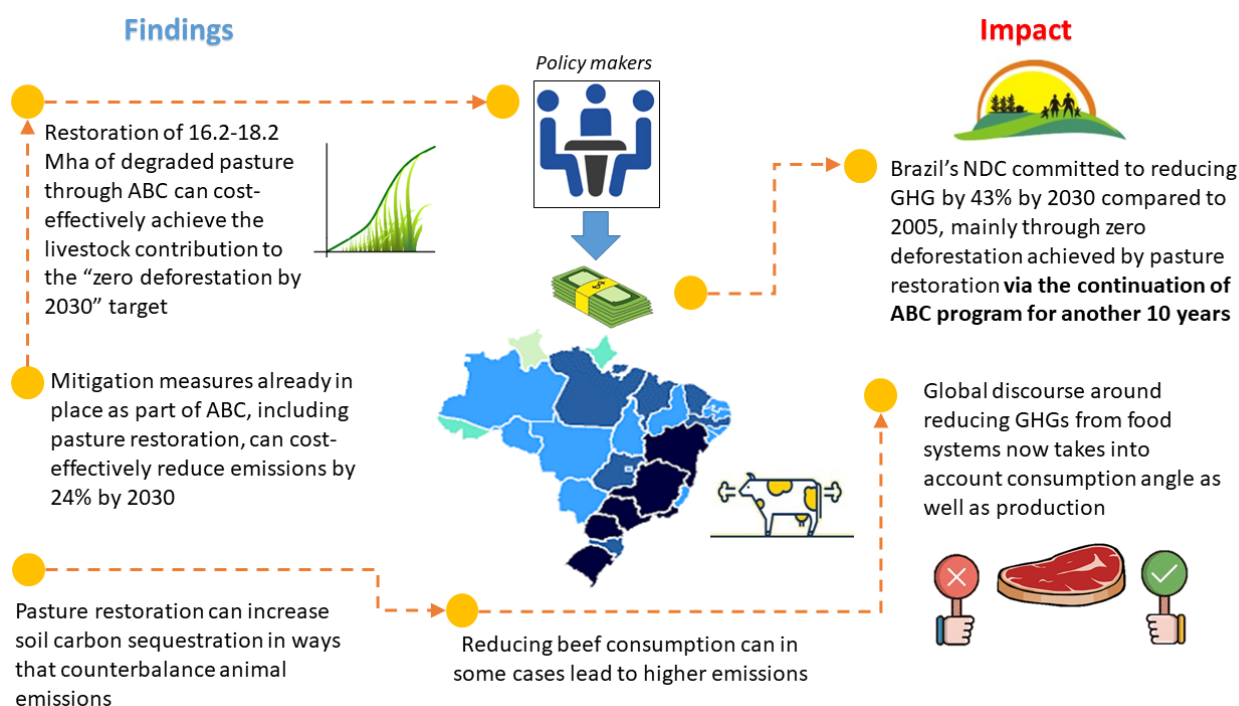 Findings
Impact
Policy makers
Restoration of 16.2-18.2
Mha of degraded pasture
through ABC can cost-
effectively achieve the
livestock contribution to
the “zero deforestation by
2030” target
Brazil’s NDC committed to reducing
GHG by 43% by 2030 compared to
2005, mainly through zero
deforestation achieved by pasture
restoration via the continuation of
ABC program for another 10 years
Mitigation measures already in
place as part of ABC, including
pasture restoration, can cost-
effectively reduce emissions by
24% by 2030
Global discourse around
reducing GHGs from food
systems now takes into
account consumption angle as
well as production
Pasture restoration can increase
soil carbon sequestration in ways
that counterbalance animal
emissions
Reducing beef consumption can in
some cases lead to higher emissions